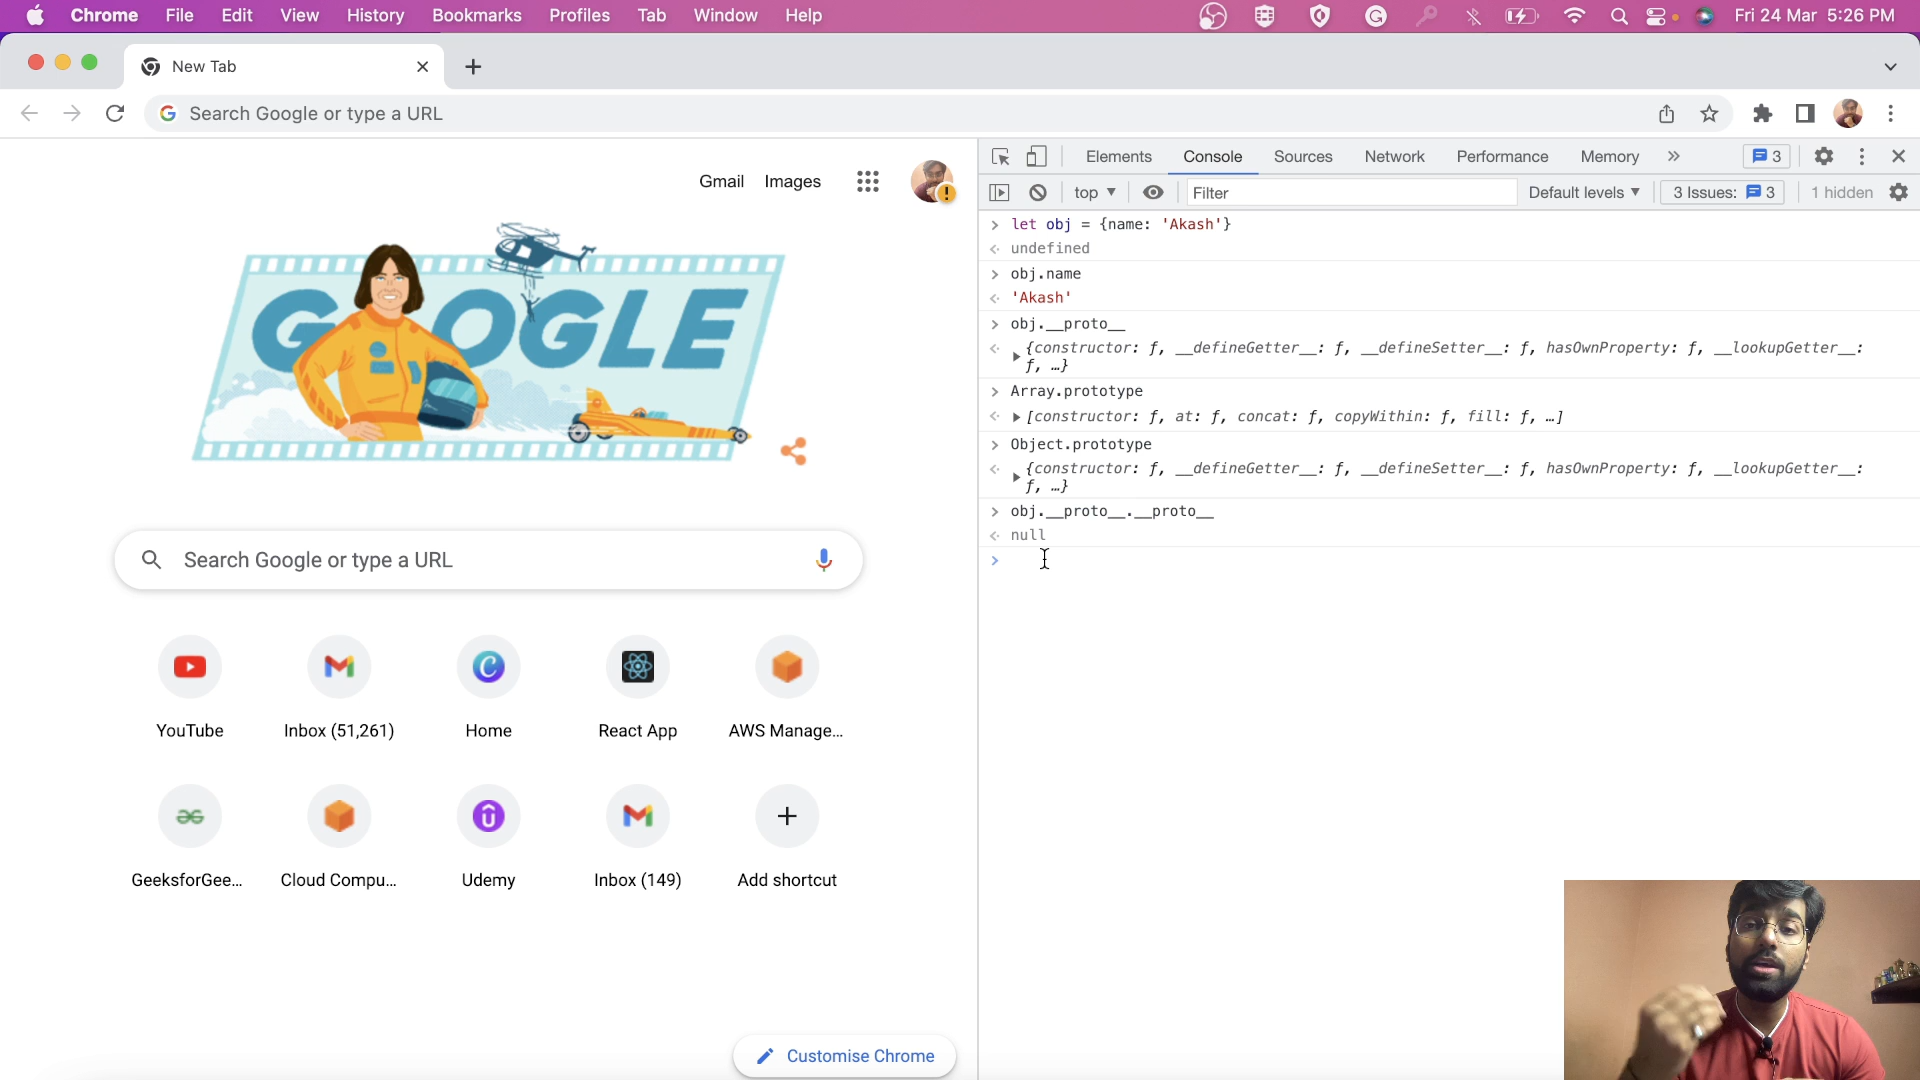 Chrome File Edit View History Bookmarks Profiles Tab Window Help
Fri 24 Mar 5:26 PM
New Tab
Search Google or type a URL
Gmail Images
GOOGLE
Search Google or type a URL
YouTube
Inbox (51,261)
Home
React App
AWS Manage...
GeeksforGee...
Cloud Compu...
Udemy
Inbox (149)
Add shortcut
Customise Chrome
Elements Console Sources Network Performance Memory » 3
top Filter Default levels 3 Issues: 3 1 hidden
> let obj = {name: 'Akash'}
undefined
> obj.name
'Akash'
> obj.__proto__
{constructor: ƒ, __defineGetter__: ƒ, __defineSetter__: ƒ, hasOwnProperty: ƒ, __lookupGetter__:
ƒ, …}
> Array.prototype
[constructor: ƒ, at: ƒ, concat: ƒ, copyWithin: ƒ, fill: ƒ, …]
> Object.prototype
{constructor: ƒ, __defineGetter__: ƒ, __defineSetter__: ƒ, hasOwnProperty: ƒ, __lookupGetter__:
ƒ, …}
> obj.__proto__.__proto__
null
>